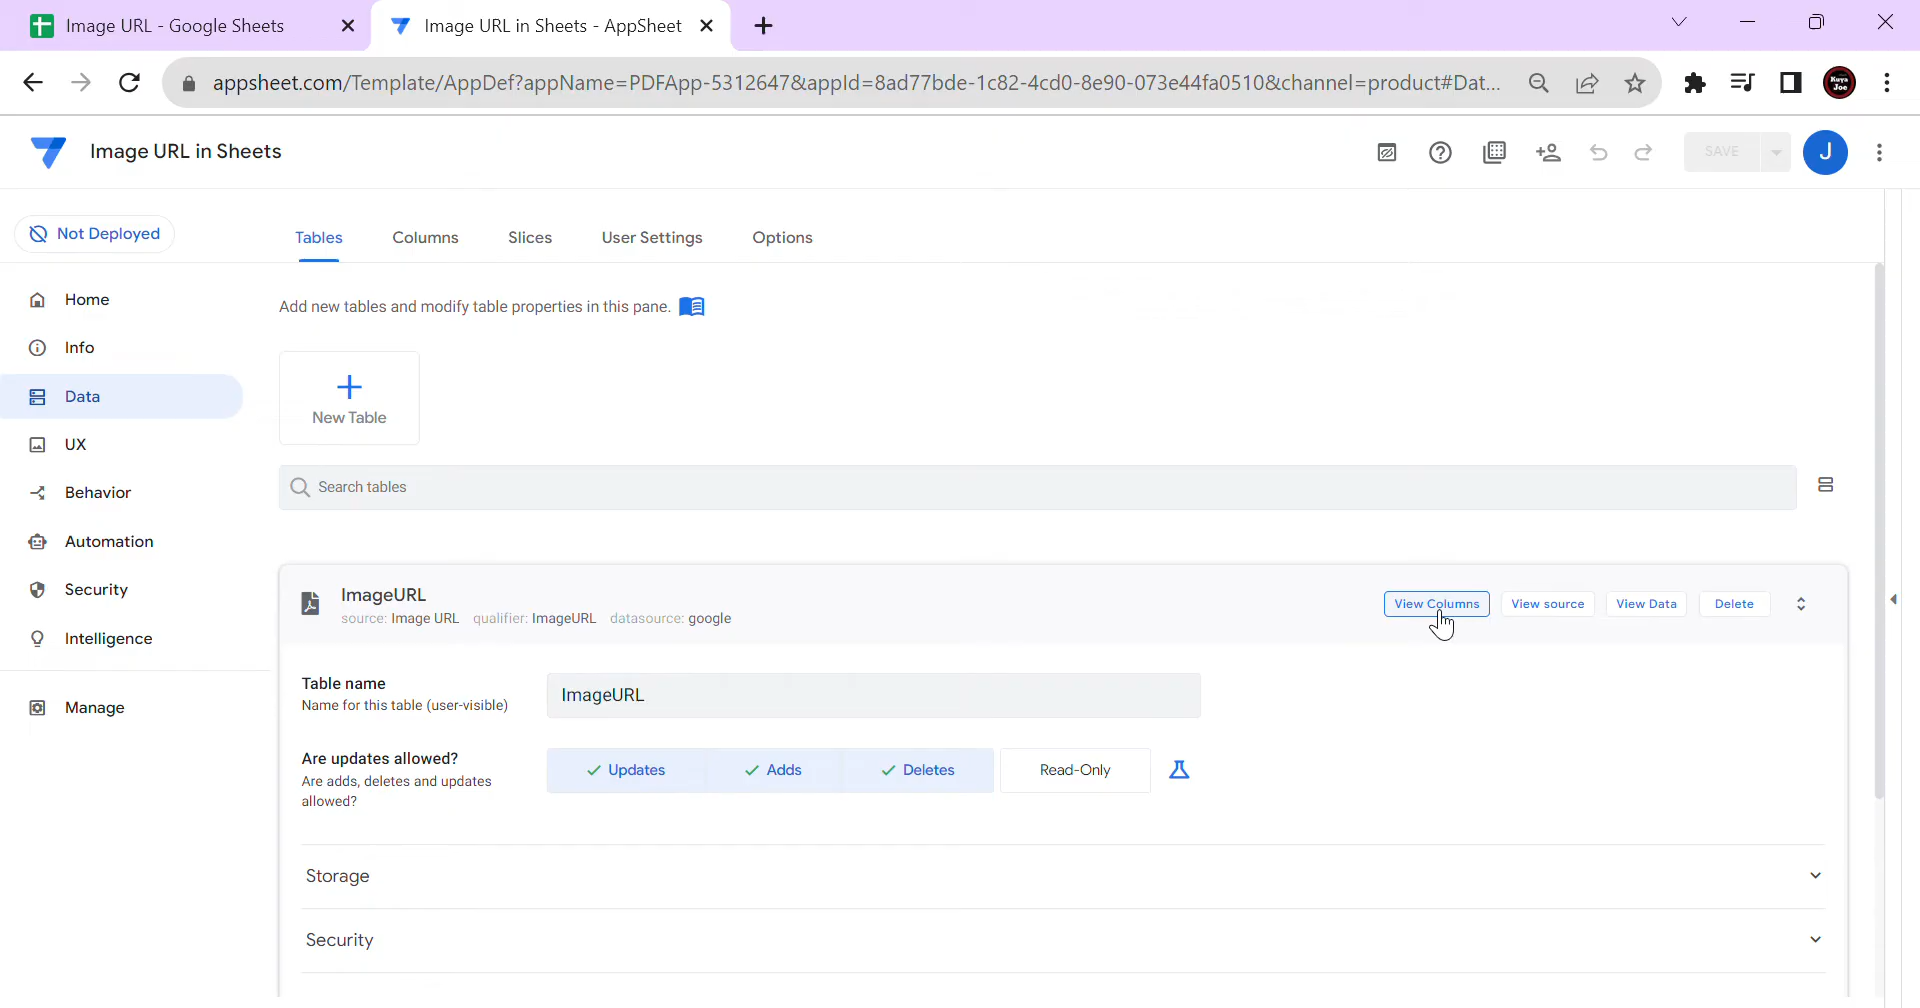 Image URL - Google Sheets
Image URL in Sheets - AppSheet
appsheet.com/Template/AppDef?appName=PDFApp-5312647&appId=8ad77bde-1c82-4cd0-8e90-073e44fa0510&channel=product#Dat...
Kuya Joe
Image URL in Sheets
SAVE
J
Not Deployed
Tables Columns Slices User Settings Options
Home
Info
Data
UX
Behavior
Automation
Security
Intelligence
Manage
Add new tables and modify table properties in this pane.
New Table
Search tables
ImageURL
source: Image URL qualifier: ImageURL datasource: google
View Columns View source View Data Delete
Table name
Name for this table (user-visible)
ImageURL
Are updates allowed?
Are adds, deletes and updates
allowed?
Updates Adds Deletes Read-Only
Storage
Security